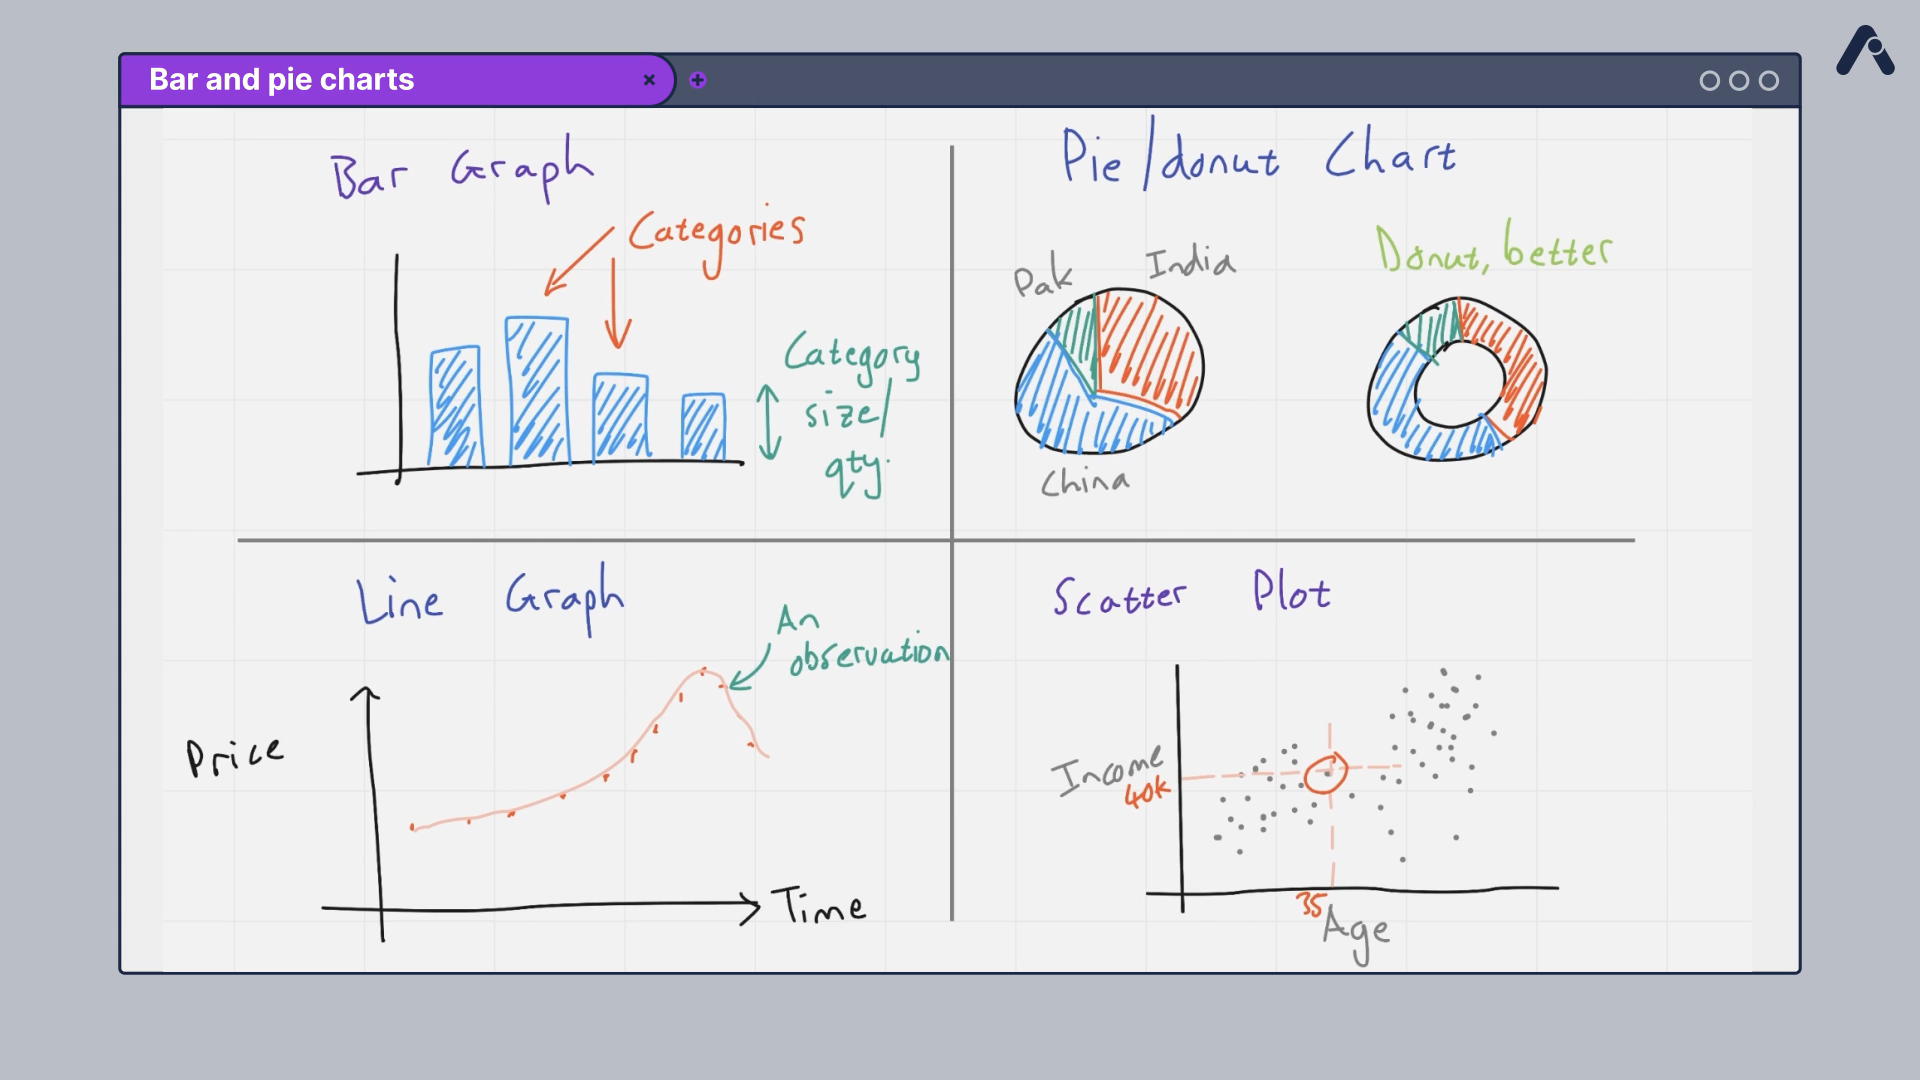 Bar and pie charts
Bar Graph
Categories
Category
size/
qty.
Pie/donut Chart
Pak
India
China
Donut, better
Line Graph
An
observation
Price
Time
Scatter Plot
Income
40k
35
Age